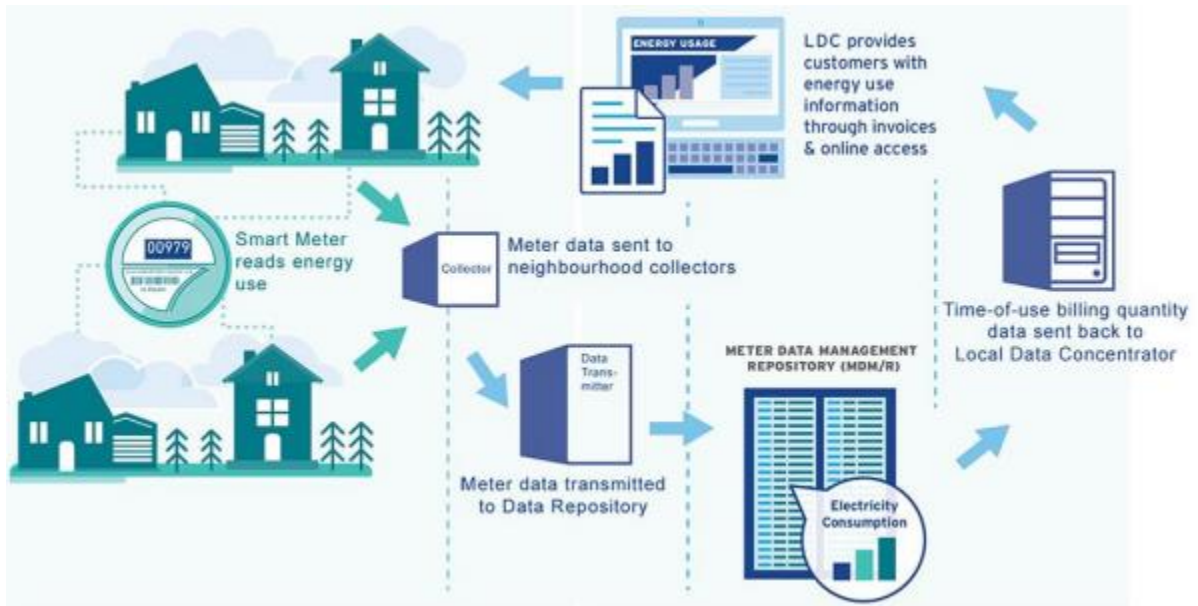 ENERGY USAGE
LDC provides
customers with
energy use
information
through invoices
& online access
00979
Smart Meter
reads energy
use
Collector
Meter data sent to
neighbourhood collectors
Data
Trans-
mitter
Meter data transmitted
to Data Repository
METER DATA MANAGEMENT
REPOSITORY (MDM/R)
Electricity
Consumption
Time-of-use billing quantity
data sent back to
Local Data Concentrator